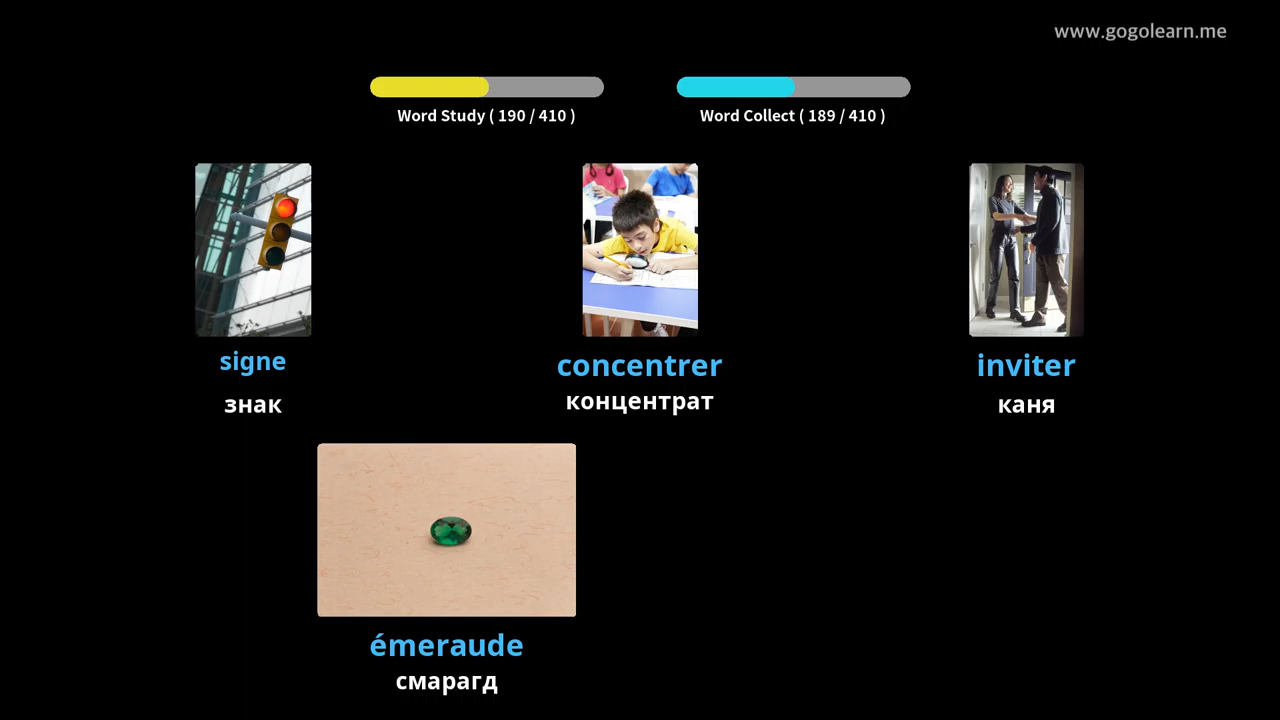 www.gogolearn.me
Word Study ( 190 / 410 )
Word Collect ( 189 / 410 )
signe
знак
concentrer
концентрат
inviter
каня
émeraude
смарагд